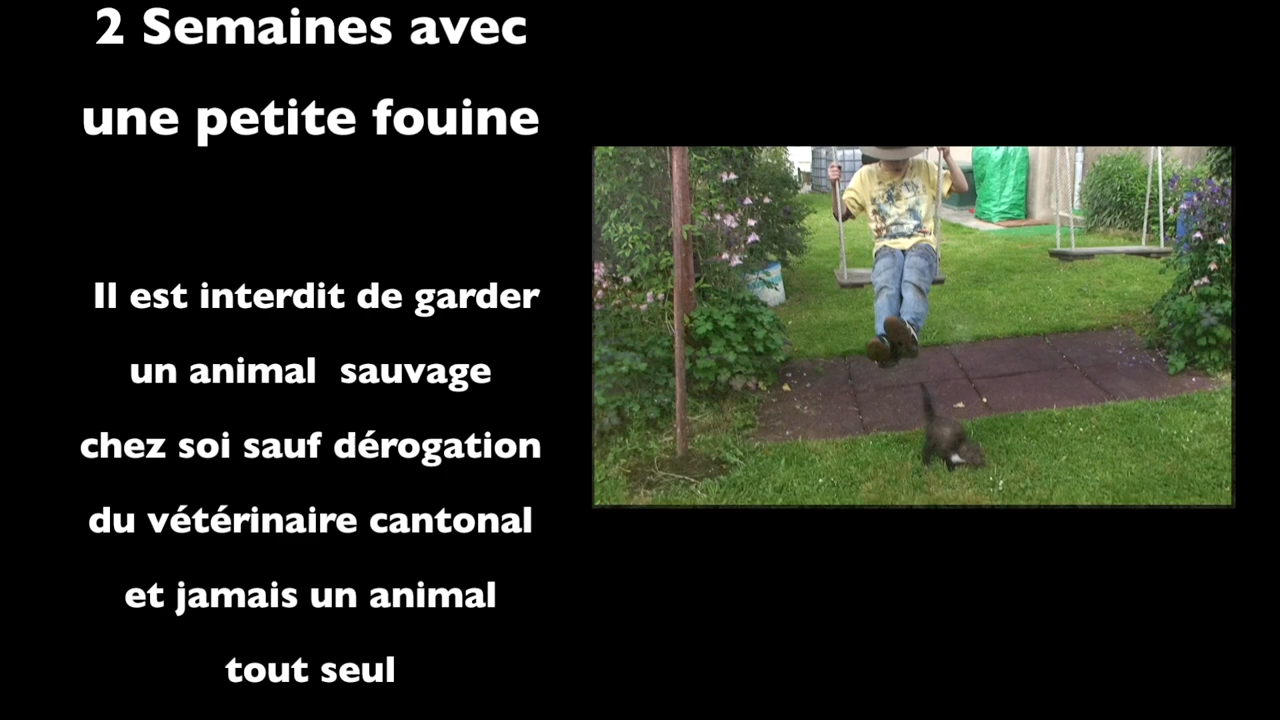 2 Semaines avec
une petite fouine
Il est interdit de garder
un animal sauvage
chez soi sauf dérogation
du vétérinaire cantonal
et jamais un animal
tout seul